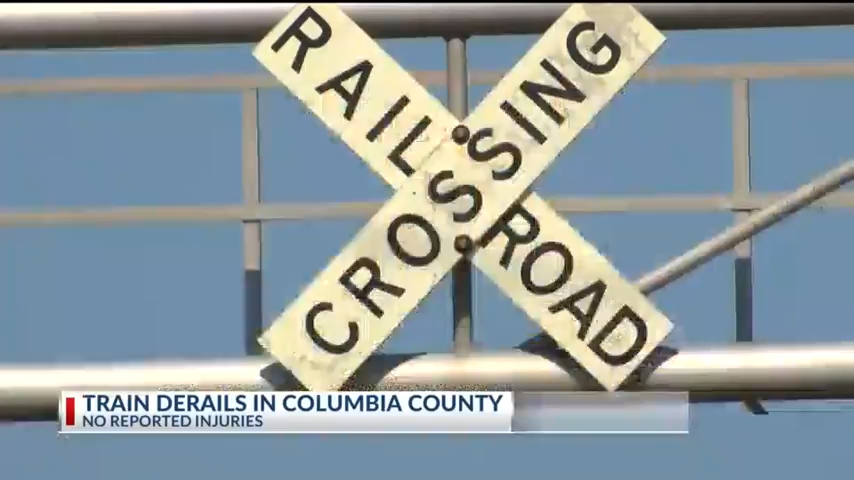 RAILROAD
CROSSING
TRAIN DERAILS IN COLUMBIA COUNTY
NO REPORTED INJURIES